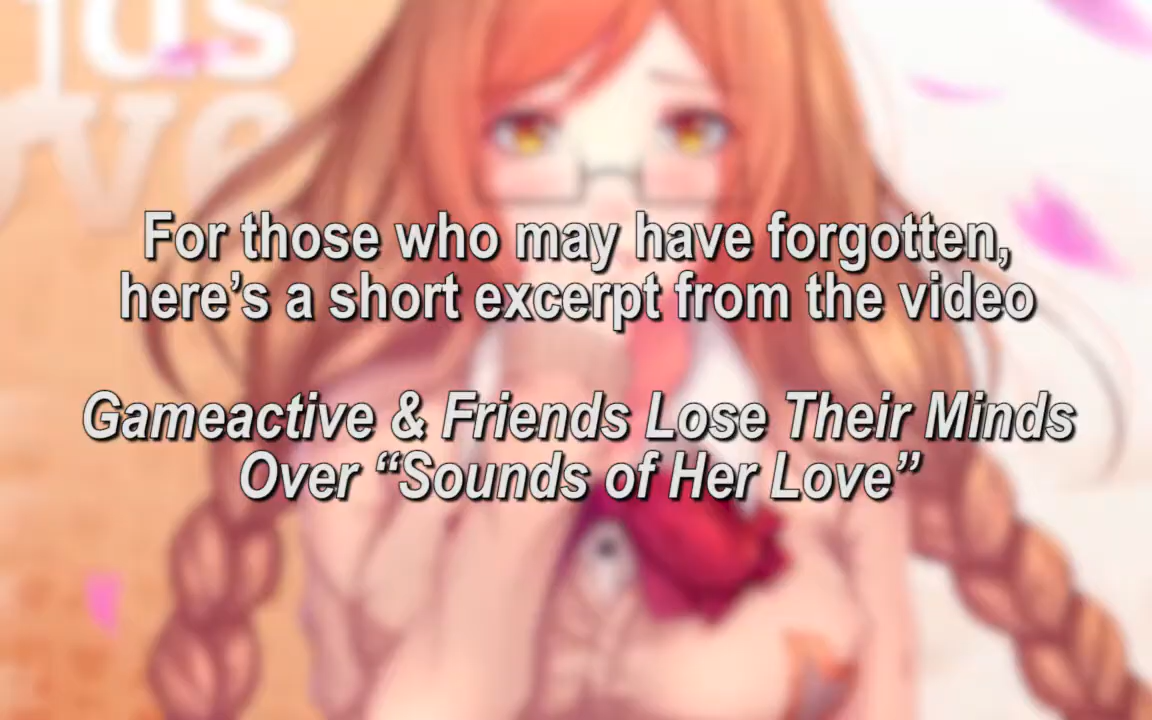 For those who may have forgotten,
here’s a short excerpt from the video
Gameactive & Friends Lose Their Minds
Over “Sounds of Her Love”